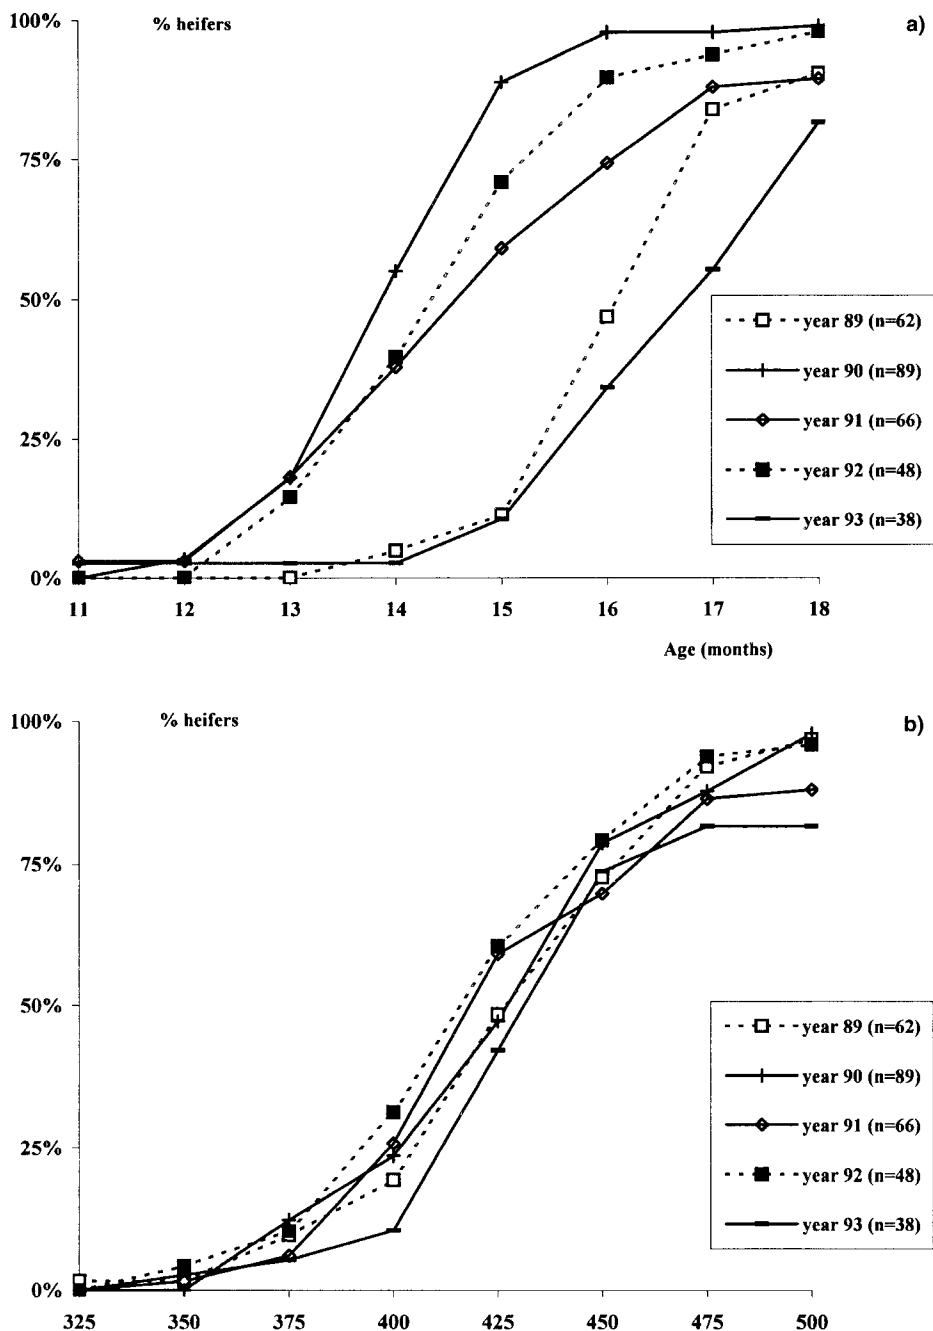 100%
% heifers
a)
75%
50%
25%
0%
year 89 (n=62)
year 90 (n=89)
year 91 (n=66)
year 92 (n=48)
year 93 (n=38)
11 12 13 14 15 16 17 18
Age (months)
100%
% heifers
b)
75%
50%
25%
0%
year 89 (n=62)
year 90 (n=89)
year 91 (n=66)
year 92 (n=48)
year 93 (n=38)
325 350 375 400 425 450 475 500